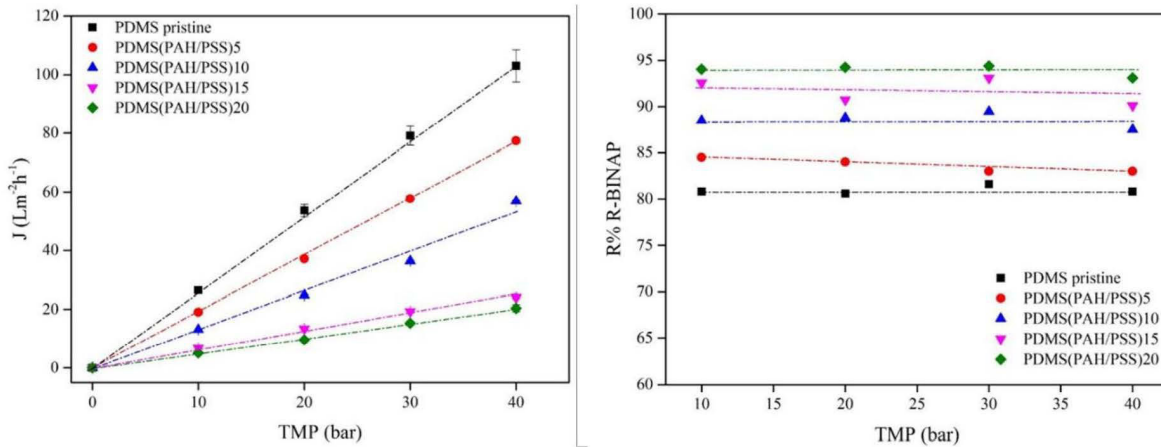 120
100
80
60
40
20
0
J (Lm⁻²h⁻¹)
PDMS pristine
PDMS(PAH/PSS)5
PDMS(PAH/PSS)10
PDMS(PAH/PSS)15
PDMS(PAH/PSS)20
0 10 20 30 40
TMP (bar)
100
95
90
85
80
75
70
65
60
R% R-BINAP
PDMS pristine
PDMS(PAH/PSS)5
PDMS(PAH/PSS)10
PDMS(PAH/PSS)15
PDMS(PAH/PSS)20
10 15 20 25 30 35 40
TMP (bar)